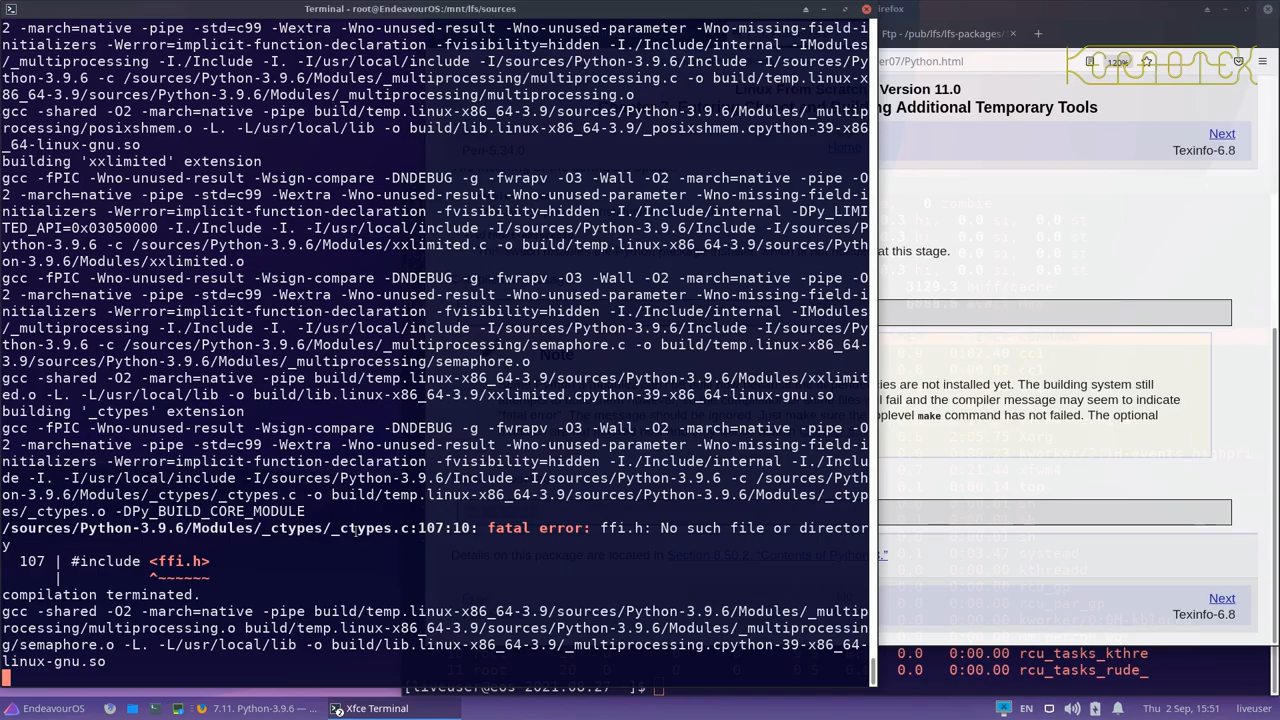 Terminal - root@EndeavourOS:/mnt/lfs/sources
2 -march=native -pipe -std=c99 -Wextra -Wno-unused-result -Wno-unused-parameter -Wno-missing-field-i
nitializers -Werror=implicit-function-declaration -fvisibility=hidden -I./Include/internal -IModules
/_multiprocessing -I./Include -I. -I/usr/local/include -I/sources/Python-3.9.6/Include -I/sources/Py
thon-3.9.6 -c /sources/Python-3.9.6/Modules/_multiprocessing/multiprocessing.c -o build/temp.linux-x
86_64-3.9/sources/Python-3.9.6/Modules/_multiprocessing/multiprocessing.o
gcc -shared -O2 -march=native -pipe build/temp.linux-x86_64-3.9/sources/Python-3.9.6/Modules/_multip
rocessing/posixshmem.o -L. -L/usr/local/lib -o build/lib.linux-x86_64-3.9/_posixshmem.cpython-39-x86
_64-linux-gnu.so
building 'xxlimited' extension
gcc -fPIC -Wno-unused-result -Wsign-compare -DNDEBUG -g -fwrapv -O3 -Wall -O2 -march=native -pipe -O
2 -march=native -pipe -std=c99 -Wextra -Wno-unused-result -Wno-unused-parameter -Wno-missing-field-i
nitializers -Werror=implicit-function-declaration -fvisibility=hidden -I./Include/internal -DPy_LIMI
TED_API=0x03050000 -I./Include -I. -I/usr/local/include -I/sources/Python-3.9.6/Include -I/sources/P
ython-3.9.6 -c /sources/Python-3.9.6/Modules/xxlimited.c -o build/temp.linux-x86_64-3.9/sources/Pyth
on-3.9.6/Modules/xxlimited.o
gcc -fPIC -Wno-unused-result -Wsign-compare -DNDEBUG -g -fwrapv -O3 -Wall -O2 -march=native -pipe -O
2 -march=native -pipe -std=c99 -Wextra -Wno-unused-result -Wno-unused-parameter -Wno-missing-field-i
nitializers -Werror=implicit-function-declaration -fvisibility=hidden -I./Include/internal -IModules
/_multiprocessing -I./Include -I. -I/usr/local/include -I/sources/Python-3.9.6/Include -I/sources/Py
thon-3.9.6 -c /sources/Python-3.9.6/Modules/_multiprocessing/semaphore.c -o build/temp.linux-x86_64-
3.9/sources/Python-3.9.6/Modules/_multiprocessing/semaphore.o
gcc -shared -O2 -march=native -pipe build/temp.linux-x86_64-3.9/sources/Python-3.9.6/Modules/xxlimit
ed.o -L. -L/usr/local/lib -o build/lib.linux-x86_64-3.9/xxlimited.cpython-39-x86_64-linux-gnu.so
building '_ctypes' extension
gcc -fPIC -Wno-unused-result -Wsign-compare -DNDEBUG -g -fwrapv -O3 -Wall -O2 -march=native -pipe -O
2 -march=native -pipe -std=c99 -Wextra -Wno-unused-result -Wno-unused-parameter -Wno-missing-field-i
nitializers -Werror=implicit-function-declaration -fvisibility=hidden -I./Include/internal -I./Inclu
de -I. -I/usr/local/include -I/sources/Python-3.9.6/Include -I/sources/Python-3.9.6 -c /sources/Pyth
on-3.9.6/Modules/_ctypes/_ctypes.c -o build/temp.linux-x86_64-3.9/sources/Python-3.9.6/Modules/_ctyp
es/_ctypes.o -DPy_BUILD_CORE_MODULE
/sources/Python-3.9.6/Modules/_ctypes/_ctypes.c:107:10: fatal error: ffi.h: No such file or director
y
107 | #include <ffi.h>
| ^~~~~~~
compilation terminated.
gcc -shared -O2 -march=native -pipe build/temp.linux-x86_64-3.9/sources/Python-3.9.6/Modules/_multip
rocessing/multiprocessing.o build/temp.linux-x86_64-3.9/sources/Python-3.9.6/Modules/_multiprocessin
g/semaphore.o -L. -L/usr/local/lib -o build/lib.linux-x86_64-3.9/_multiprocessing.cpython-39-x86_64-
linux-gnu.so
[liveuser@eos-2021.08.27 ~]$
irefox
Ftp - /pub/lfs/lfs-packages/
er07/Python.html
120%
KONNOTEX
Version 11.0
ng Additional Temporary Tools
Next
Texinfo-6.8
at this stage.
ies are not installed yet. The building system still
l fail and the compiler message may seem to indicate
oplevel make command has not failed. The optional
Next
Texinfo-6.8
0.0 0:00.00 rcu_tasks_kthre
0.0 0:00.00 rcu_tasks_rude_
EndeavourOS
7.11. Python-3.9.6 — ...
Xfce Terminal
EN
Thu 2 Sep, 15:51
liveuser